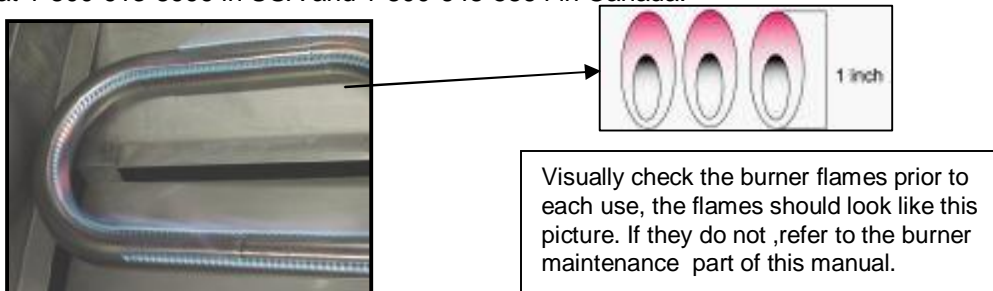 1 inch
Visually check the burner flames prior to
each use, the flames should look like this
picture. If they do not ,refer to the burner
maintenance  part of this manual.